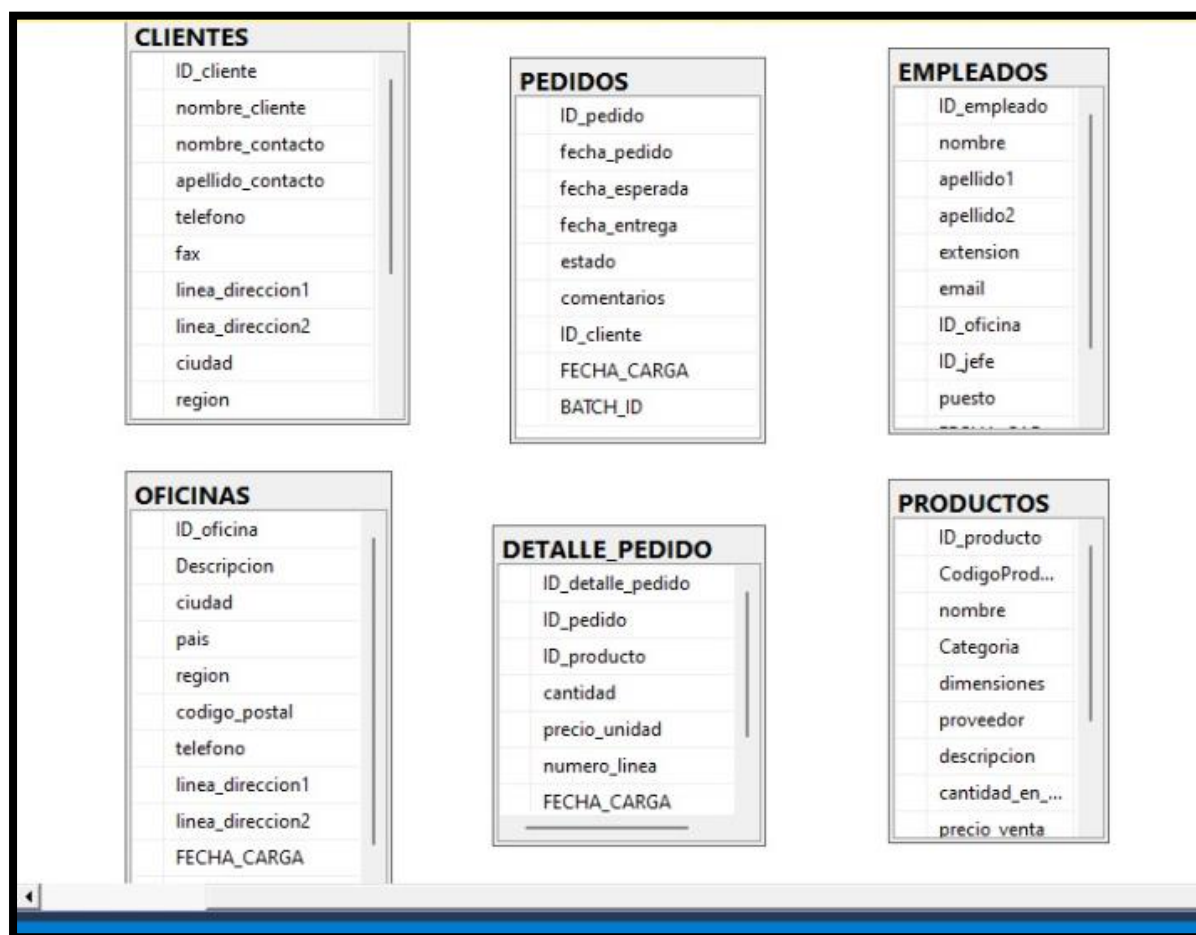 CLIENTES
ID_cliente
nombre_cliente
nombre_contacto
apellido_contacto
telefono
fax
linea_direccion1
linea_direccion2
ciudad
region
PEDIDOS
ID_pedido
fecha_pedido
fecha_esperada
fecha_entrega
estado
comentarios
ID_cliente
FECHA_CARGA
BATCH_ID
EMPLEADOS
ID_empleado
nombre
apellido1
apellido2
extension
email
ID_oficina
ID_jefe
puesto
OFICINAS
ID_oficina
Descripcion
ciudad
pais
region
codigo_postal
telefono
linea_direccion1
linea_direccion2
FECHA_CARGA
DETALLE_PEDIDO
ID_detalle_pedido
ID_pedido
ID_producto
cantidad
precio_unidad
numero_linea
FECHA_CARGA
PRODUCTOS
ID_producto
CodigoProd...
nombre
Categoria
dimensiones
proveedor
descripcion
cantidad_en_...
precio_venta